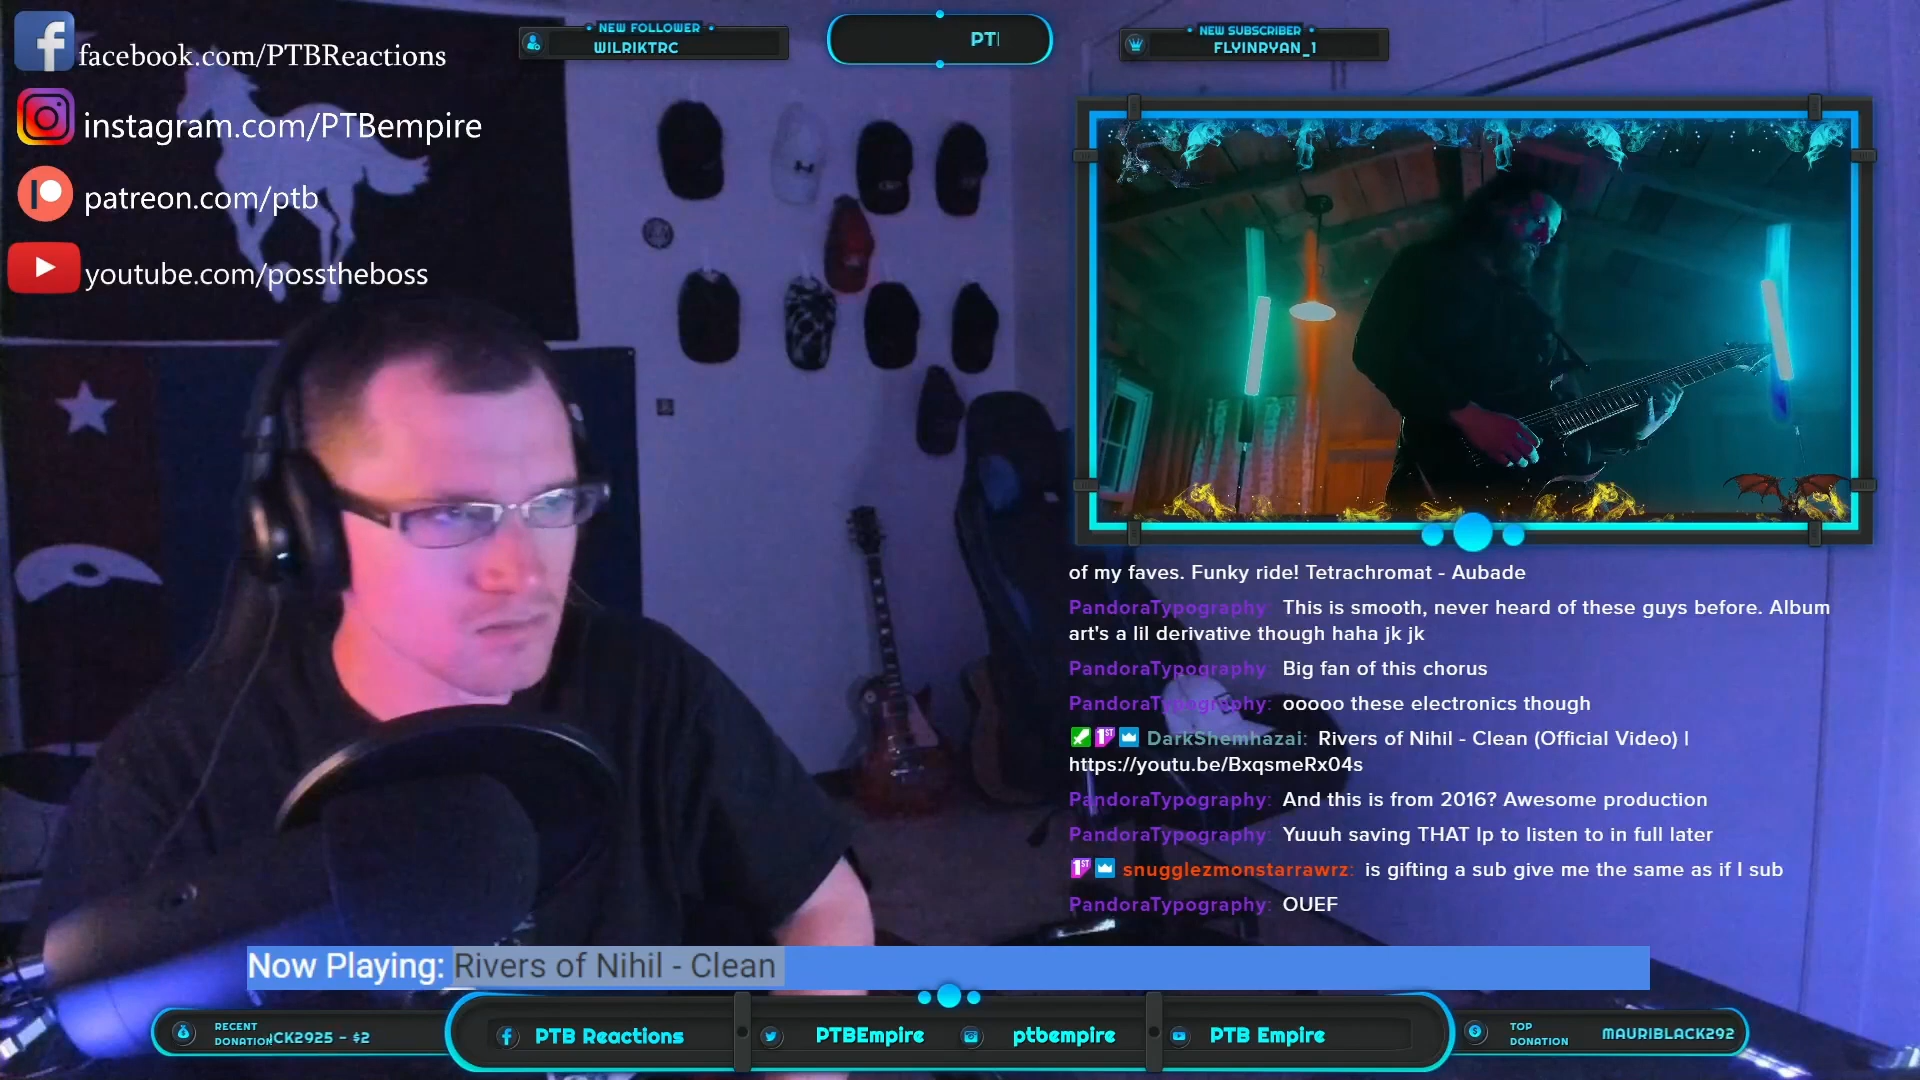 facebook.com/PTBReactions
instagram.com/PTBempire
patreon.com/ptb
youtube.com/posstheboss
NEW FOLLOWER
WILRIKTRC
PT
NEW SUBSCRIBER
FLYINRYAN_1
of my faves. Funky ride! Tetrachromat - Aubade
PandoraTypography: This is smooth, never heard of these guys before. Album
art's a lil derivative though haha jk jk
PandoraTypography: Big fan of this chorus
PandoraTypography: ooooo these electronics though
1ST DarkShemhazai: Rivers of Nihil - Clean (Official Video) |
https://youtu.be/BxqsmeRx04s
PandoraTypography: And this is from 2016? Awesome production
PandoraTypography: Yuuuh saving THAT lp to listen to in full later
1ST snugglezmonstarrawrz: is gifting a sub give me the same as if I sub
PandoraTypography: OUEF
Now Playing: Rivers of Nihil - Clean
RECENT
DONATION
CK2925 - $2
PTB Reactions
PTBEmpire
ptbempire
PTB Empire
TOP
DONATION
MAURIBLACK292